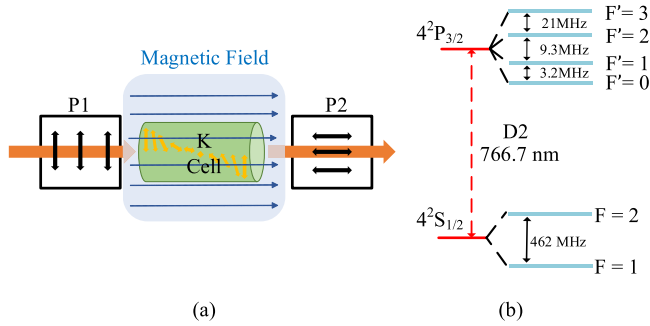 Magnetic Field
P1
K
Cell
P2
(a)
4²P₃/₂
F'= 3
21MHz
F'= 2
9.3MHz
F'= 1
3.2MHz
F'= 0
D2
766.7 nm
4²S₁/₂
F = 2
462 MHz
F = 1
(b)